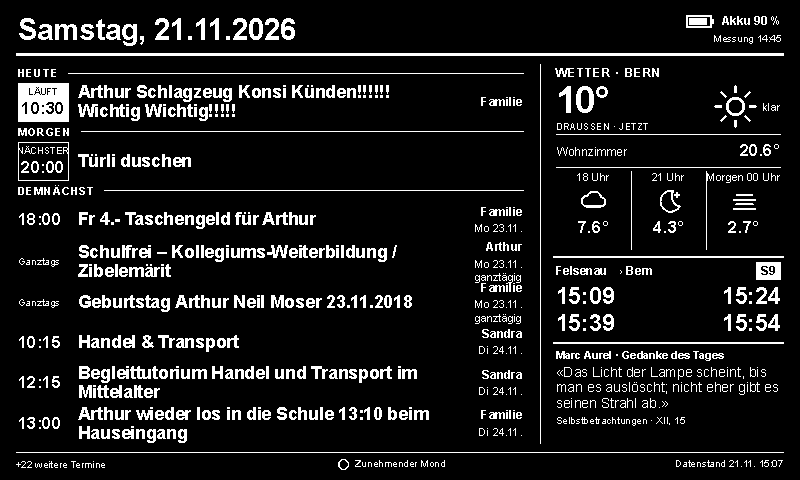 Samstag, 21.11.2026
Akku 90 %
Messung 14:45
HEUTE
LÄUFT
10:30
Arthur Schlagzeug Konsi Künden!!!!!!
Wichtig Wichtig!!!!!
Familie
MORGEN
NÄCHSTER
20:00
Türli duschen
DEMNÄCHST
18:00
Fr 4.- Taschengeld für Arthur
Familie
Mo 23.11.
Ganztags
Schulfrei – Kollegiums-Weiterbildung /
Zibelemärit
Arthur
Mo 23.11.
ganztägig
Ganztags
Geburtstag Arthur Neil Moser 23.11.2018
Familie
Mo 23.11.
ganztägig
10:15
Handel & Transport
Sandra
Di 24.11.
12:15
Begleittutorium Handel und Transport im
Mittelalter
Sandra
Di 24.11.
13:00
Arthur wieder los in die Schule 13:10 beim
Hauseingang
Familie
Di 24.11.
WETTER · BERN
10°
klar
DRAUSSEN · JETZT
Wohnzimmer
20.6°
18 Uhr
21 Uhr
Morgen 00 Uhr
7.6°
4.3°
2.7°
Felsenau › Bern
S9
15:09
15:24
15:39
15:54
Marc Aurel · Gedanke des Tages
«Das Licht der Lampe scheint, bis
man es auslöscht; nicht eher gibt es
seinen Strahl ab.»
Selbstbetrachtungen · XII, 15
+22 weitere Termine
Zunehmender Mond
Datenstand 21.11. 15:07